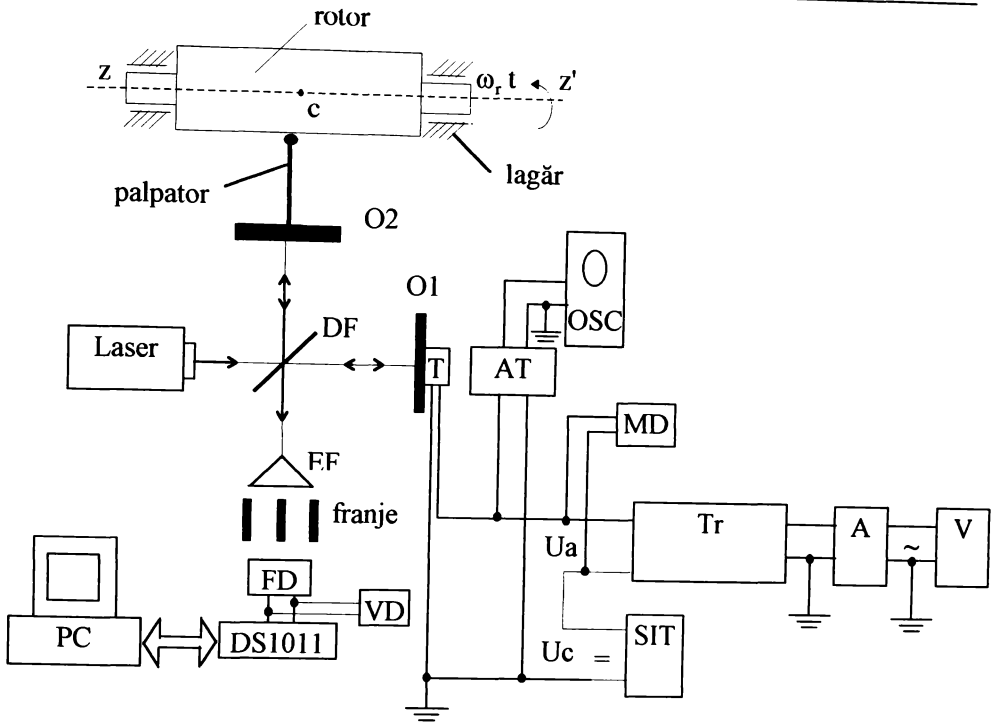 rotor
z
ωr t
z'
c
lagăr
palpator
O2
O1
OSC
DF
Laser
T
AT
MD
EF
franje
Tr
A
~
V
Ua
FD
VD
PC
DS1011
SIT
Uc =